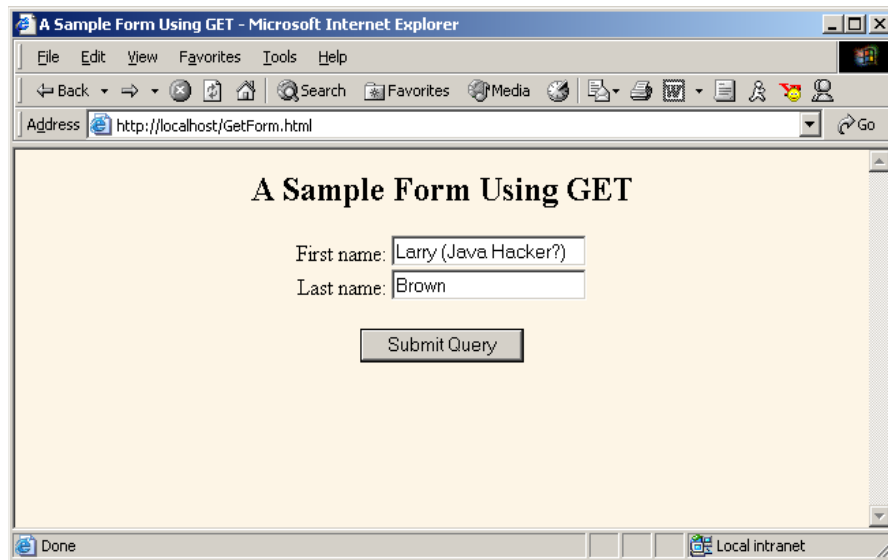 A Sample Form Using GET - Microsoft Internet Explorer
File Edit View Favorites Tools Help
Back Search Favorites Media
Address http://localhost/GetForm.html Go
A Sample Form Using GET
First name: Larry (Java Hacker?)
Last name: Brown
Submit Query
Done Local intranet